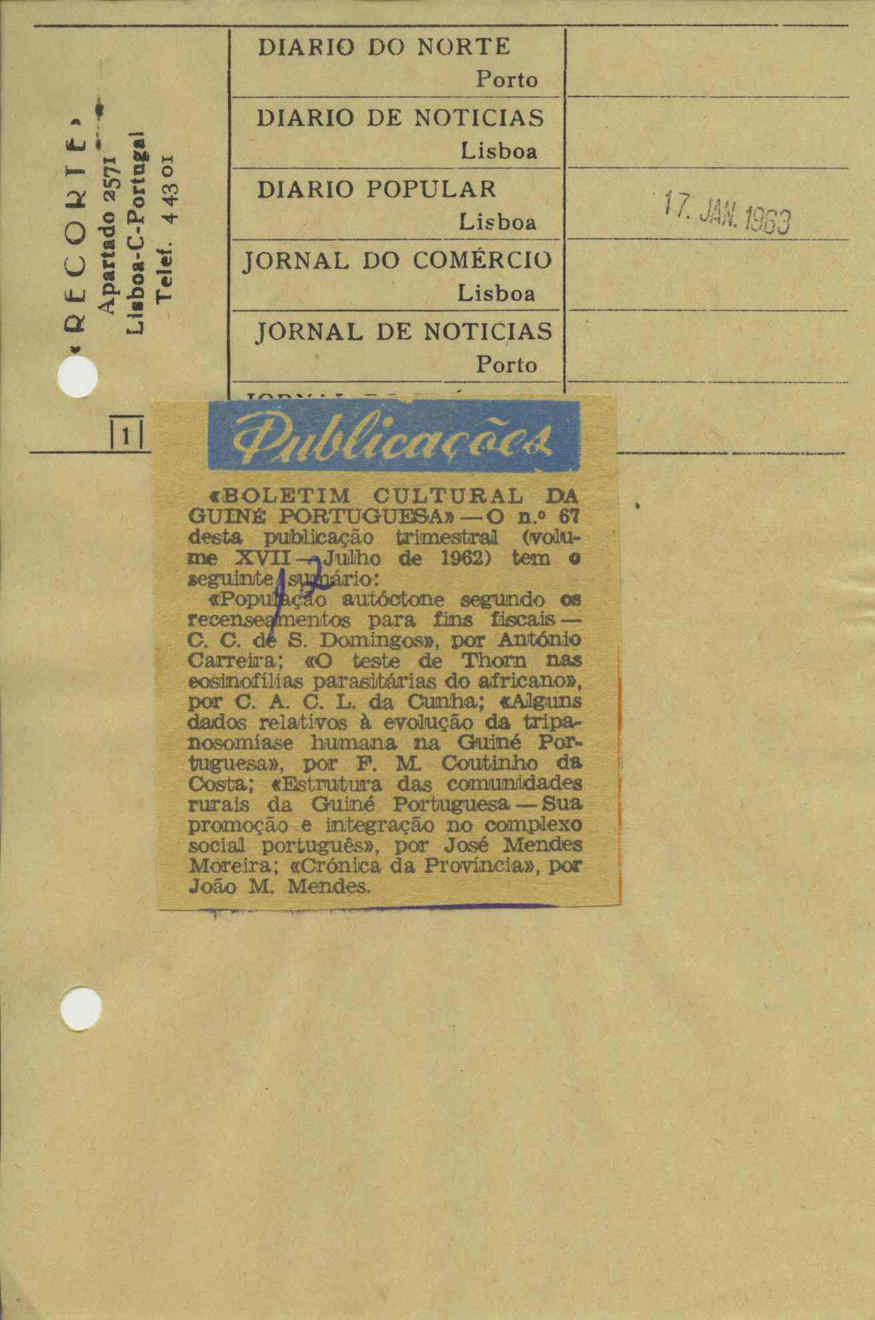 «RECORTE»
Apartado 2571
Lisboa-C-Portugal
Telef. 4 43 01
1
DIARIO DO NORTE
Porto
DIARIO DE NOTICIAS
Lisboa
DIARIO POPULAR
Lisboa
17. JAN. 1963
JORNAL DO COMÉRCIO
Lisboa
JORNAL DE NOTICIAS
Porto
Publicações
«BOLETIM CULTURAL DA
GUINÉ PORTUGUESA» — O n.º 67
desta publicação trimestral (volu-
me XVII — Julho de 1962) tem o
seguinte sumário:
«População autóctone segundo os
recenseamentos para fins fiscais —
C. C. de S. Domingos», por António
Carreira; «O teste de Thorn nas
eosinofílias parasitárias do africano»,
por C. A. C. L. da Cunha; «Alguns
dados relativos à evolução da tripa-
nosomíase humana na Guiné Por-
tuguesa», por F. M. Coutinho da
Costa; «Estrutura das comunidades
rurais da Guiné Portuguesa — Sua
promoção e integração no complexo
social português», por José Mendes
Moreira; «Crónica da Província», por
João M. Mendes.